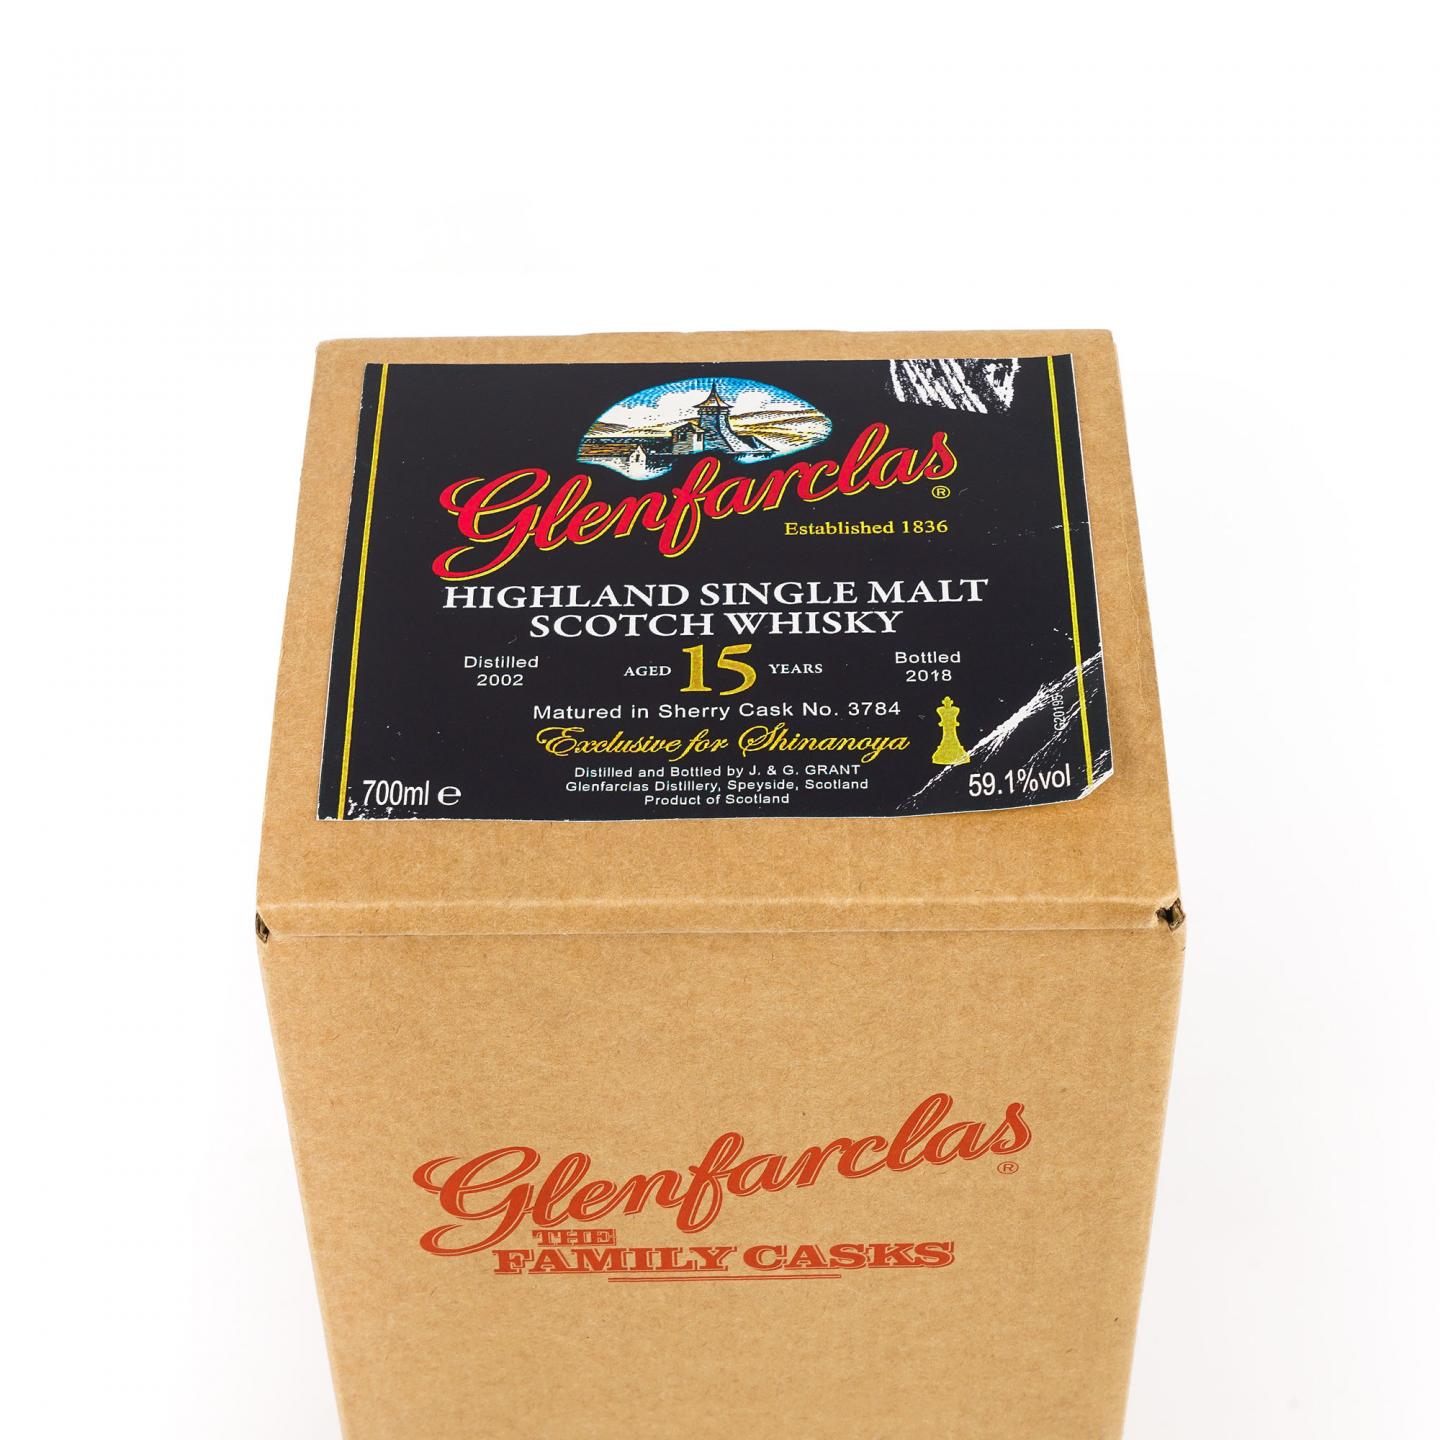 Glenfarclas®
Established 1836
HIGHLAND SINGLE MALT
SCOTCH WHISKY
Distilled
2002
AGED 15 YEARS
Bottled
2018
Matured in Sherry Cask No. 3784
Exclusive for Shinanoya
Distilled and Bottled by J. & G. GRANT
Glenfarclas Distillery, Speyside, Scotland
Product of Scotland
700ml e
59.1%vol
Glenfarclas®
THE
FAMILY CASKS